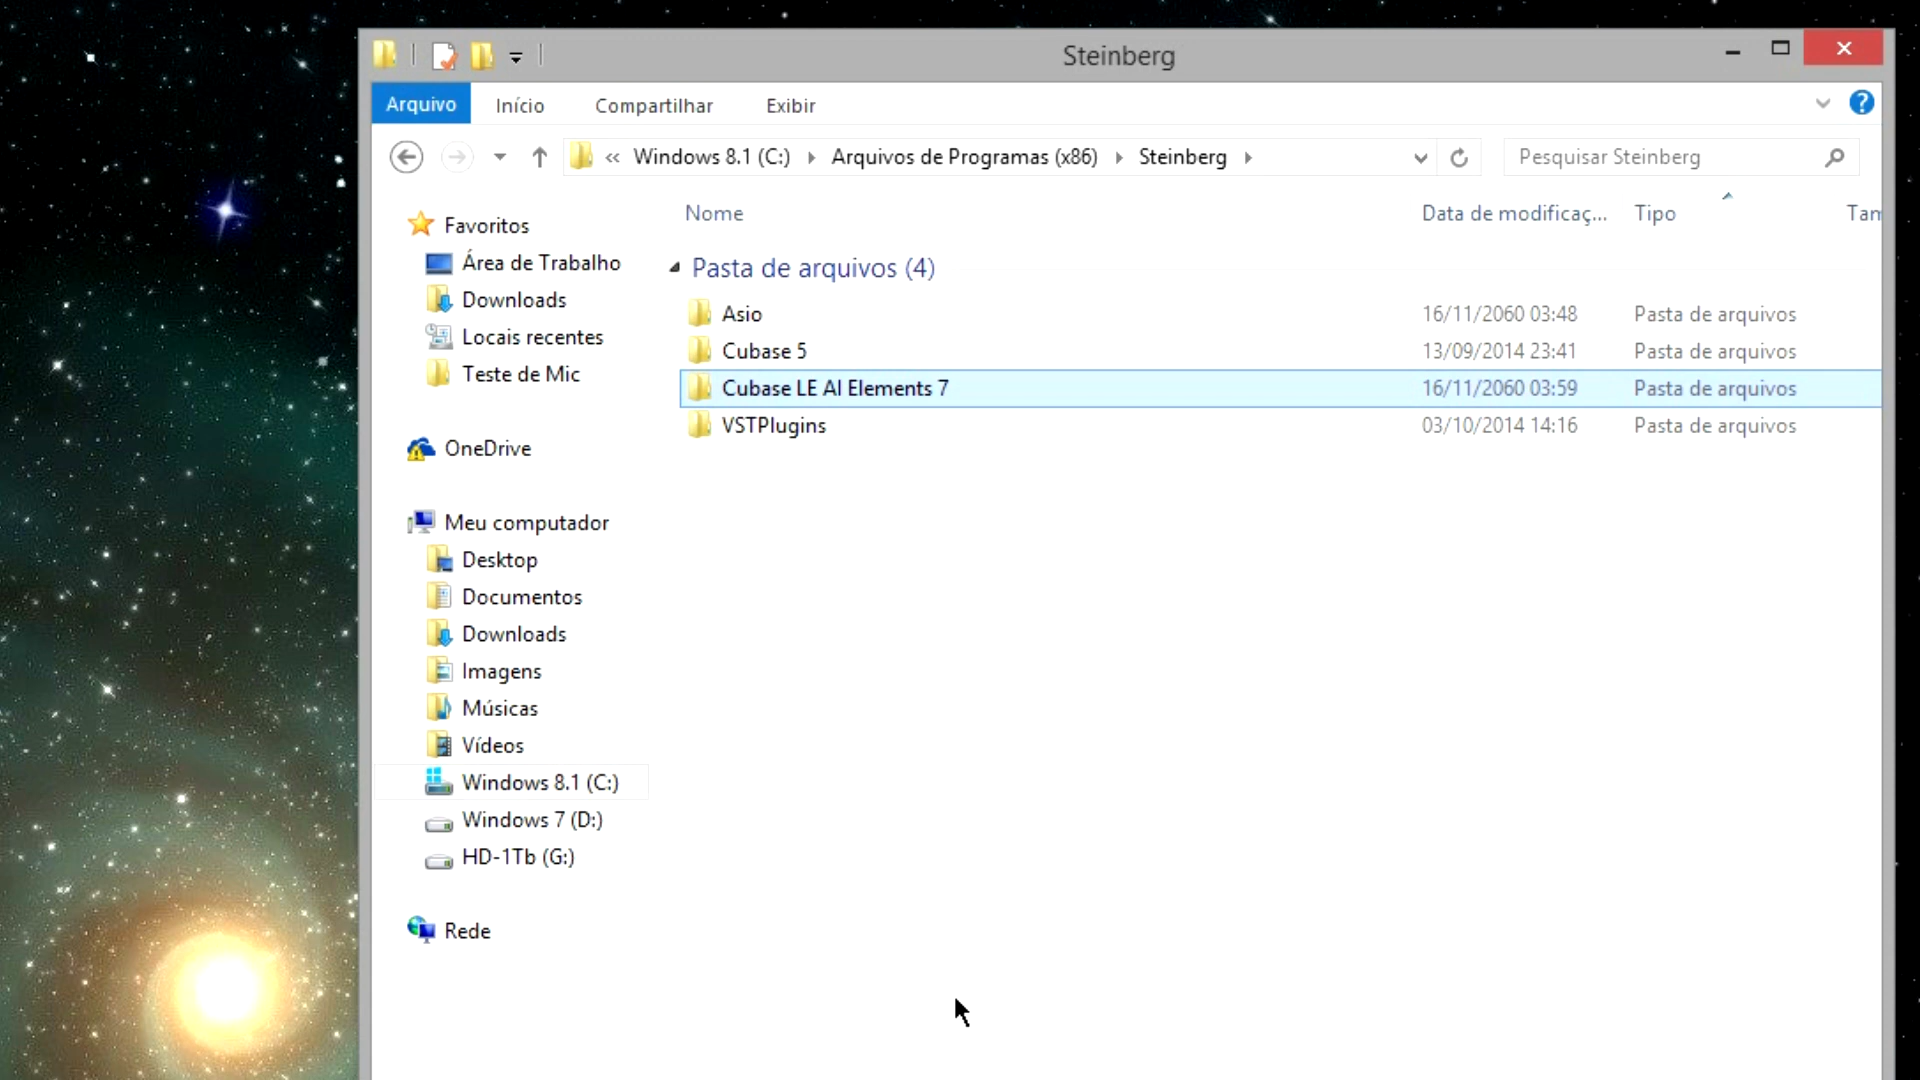 Steinberg
Arquivo Início Compartilhar Exibir
« Windows 8.1 (C:) Arquivos de Programas (x86) Steinberg Pesquisar Steinberg
Nome Data de modificaç... Tipo Tam
Favoritos
Área de Trabalho
Downloads
Locais recentes
Teste de Mic
OneDrive
Meu computador
Desktop
Documentos
Downloads
Imagens
Músicas
Vídeos
Windows 8.1 (C:)
Windows 7 (D:)
HD-1Tb (G:)
Rede
Pasta de arquivos (4)
Asio 16/11/2060 03:48 Pasta de arquivos
Cubase 5 13/09/2014 23:41 Pasta de arquivos
Cubase LE AI Elements 7 16/11/2060 03:59 Pasta de arquivos
VSTPlugins 03/10/2014 14:16 Pasta de arquivos